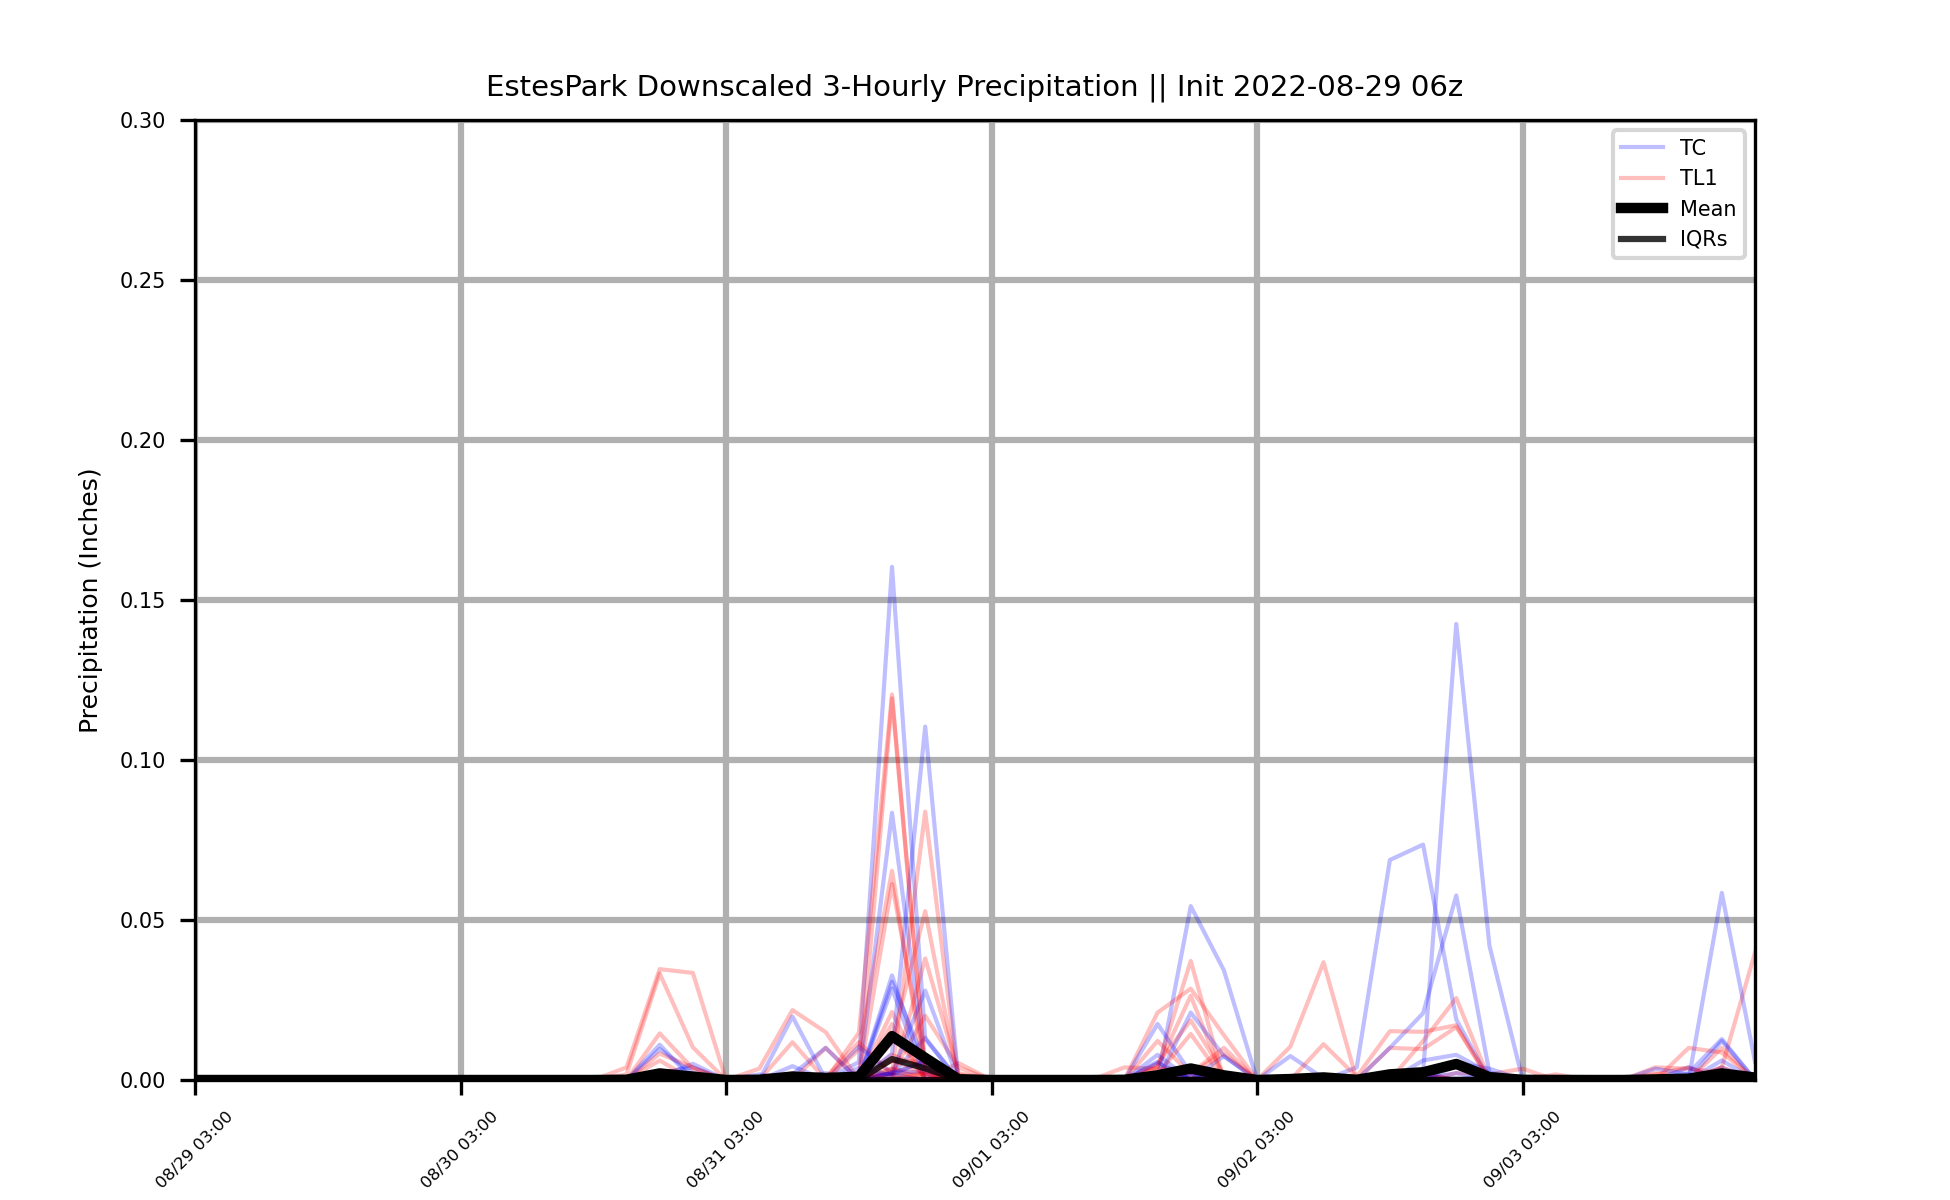 EstesPark Downscaled 3-Hourly Precipitation || Init 2022-08-29 06z
0.30
0.25
0.20
0.15
0.10
0.05
0.00
Precipitation (Inches)
TC
TL1
Mean
IQRs
08/29 03:00
08/30 03:00
08/31 03:00
09/01 03:00
09/02 03:00
09/03 03:00